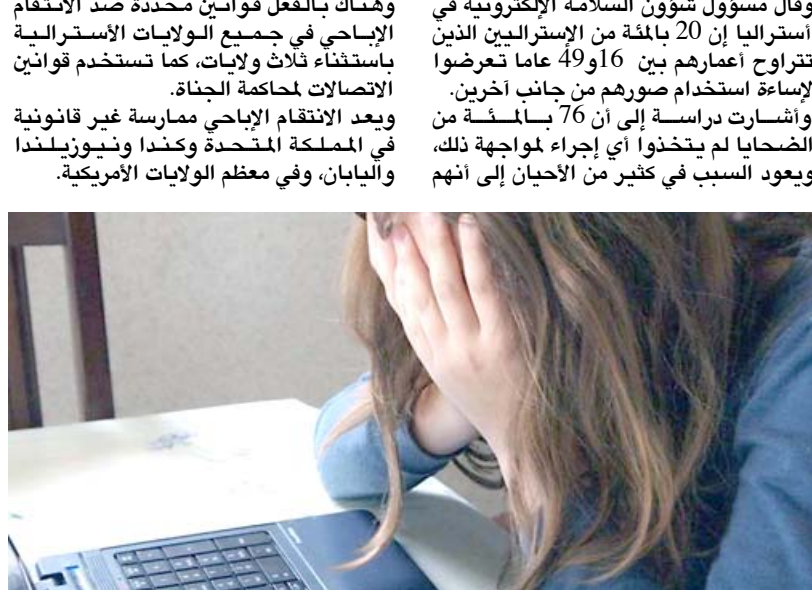 وقال مسؤول شؤون السلامة الإلكترونية في
أستراليا إن 20 بالمئة من الإستراليين الذين
تتراوح أعمارهم بين 16و49 عاما تعرضوا
لإساءة استخدام صورهم من جانب آخرين.
وأشارت دراسة إلى أن 76 بالمئة من
الضحايا لم يتخذوا أي إجراء لمواجهة ذلك،
ويعود السبب في كثير من الأحيان إلى أنهم
وهناك بالفعل قوانين محددة ضد الانتقام
الإباحي في جميع الولايات الأسترالية
باستثناء ثلاث ولايات، كما تستخدم قوانين
الاتصالات لمحاكمة الجناة.
ويعد الانتقام الإباحي ممارسة غير قانونية
في المملكة المتحدة وكندا ونيوزيلندا
واليابان، وفي معظم الولايات الأمريكية.